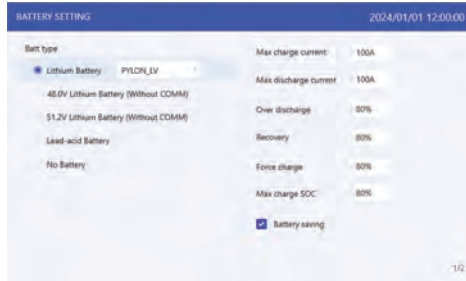 BATTERY SETTING
2024/01/01 12:00:00
Batt type
Lithium Battery PYLON_LV
48.0V Lithium Battery (Without COMM)
51.2V Lithium Battery (Without COMM)
Lead-acid Battery
No Battery
Max charge current 100A
Max discharge current 100A
Over discharge 80%
Recovery 80%
Force charge 80%
Max charge SOC 80%
Battery saving
1/2